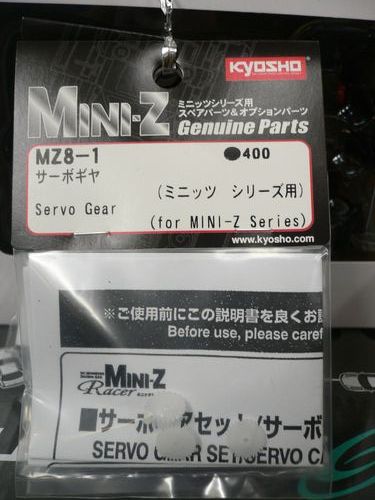 KYOSHO
MINI-Z
ミニッツシリーズ用
スペアパーツ&オプションパーツ
Genuine Parts
MZ8-1
●400
サーボギヤ
(ミニッツ シリーズ用)
Servo Gear
(for MINI-Z Series)
www.kyosho.com
※ご使用前にこの説明書を良くお読
Before use, please caref
MINI-Z
Racer
■サーボギアセット/サーボ
SERVO GEAR SET/SERVO